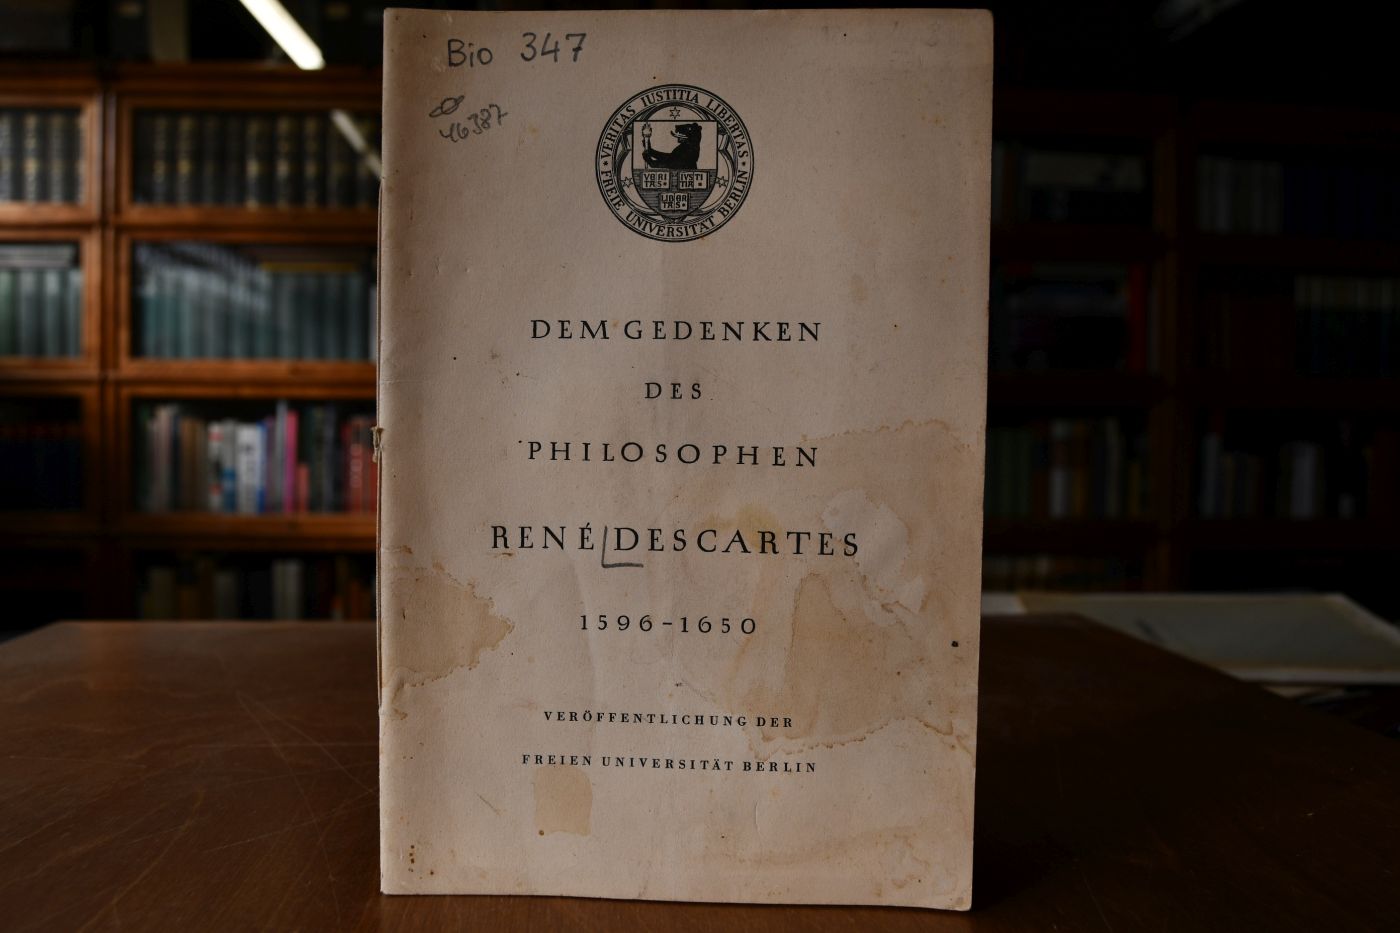 Bio 347
46387
VERITAS IUSTITIA LIBERTAS
FREIE UNIVERSITÄT BERLIN
VERI IVSTI
TAS TIA
LIBER
TAS
DEM GEDENKEN
DES
PHILOSOPHEN
RENÉ DESCARTES
1596-1650
VERÖFFENTLICHUNG DER
FREIEN UNIVERSITÄT BERLIN